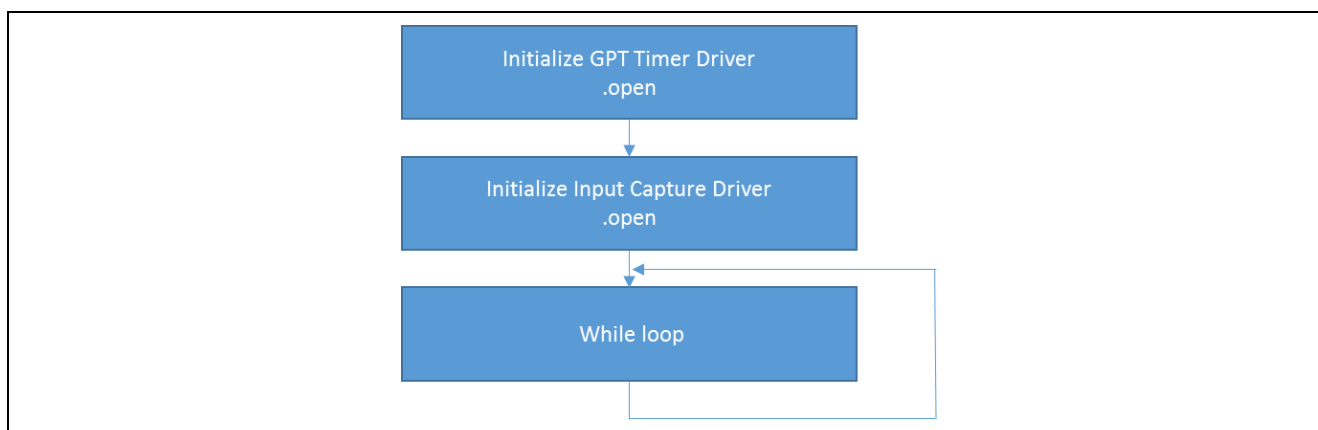 Initialize GPT Timer Driver
.open
Initialize Input Capture Driver
.open
While loop